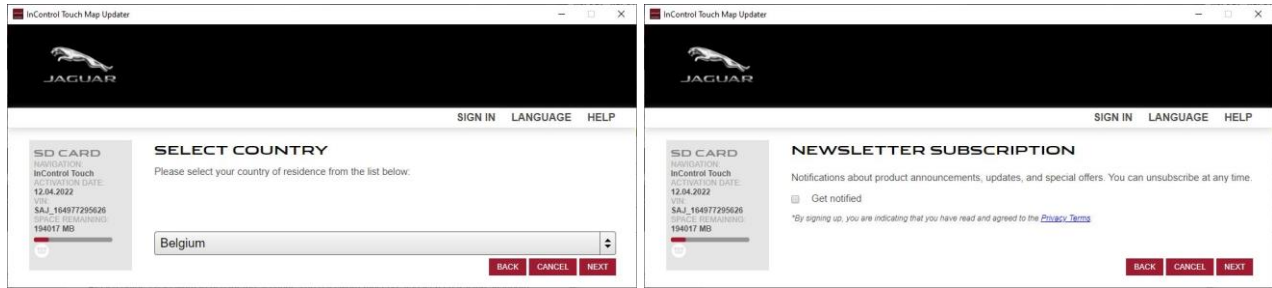 InControl Touch Map Updater
JAGUAR
SIGN IN LANGUAGE HELP
SD CARD
NAVIGATION:
InControl Touch
ACTIVATION DATE:
12.04.2022
VIN:
SAJ_164977295626
SPACE REMAINING:
194017 MB
SELECT COUNTRY
Please select your country of residence from the list below:
Belgium
BACK CANCEL NEXT
InControl Touch Map Updater
JAGUAR
SIGN IN LANGUAGE HELP
SD CARD
NAVIGATION:
InControl Touch
ACTIVATION DATE:
12.04.2022
VIN:
SAJ_164977295626
SPACE REMAINING:
194017 MB
NEWSLETTER SUBSCRIPTION
Notifications about product announcements, updates, and special offers. You can unsubscribe at any time.
Get notified
*By signing up, you are indicating that you have read and agreed to the Privacy Terms
BACK CANCEL NEXT